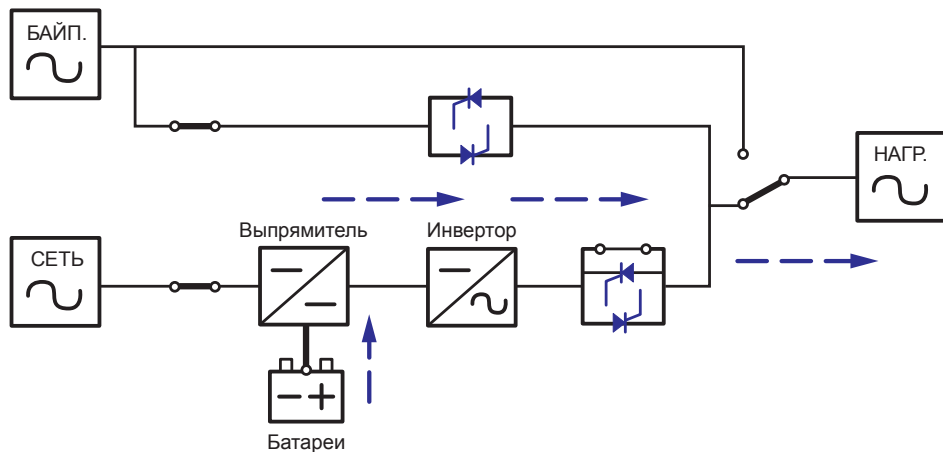 БАЙП.
НАГР.
Выпрямитель
Инвертор
СЕТЬ
Батареи